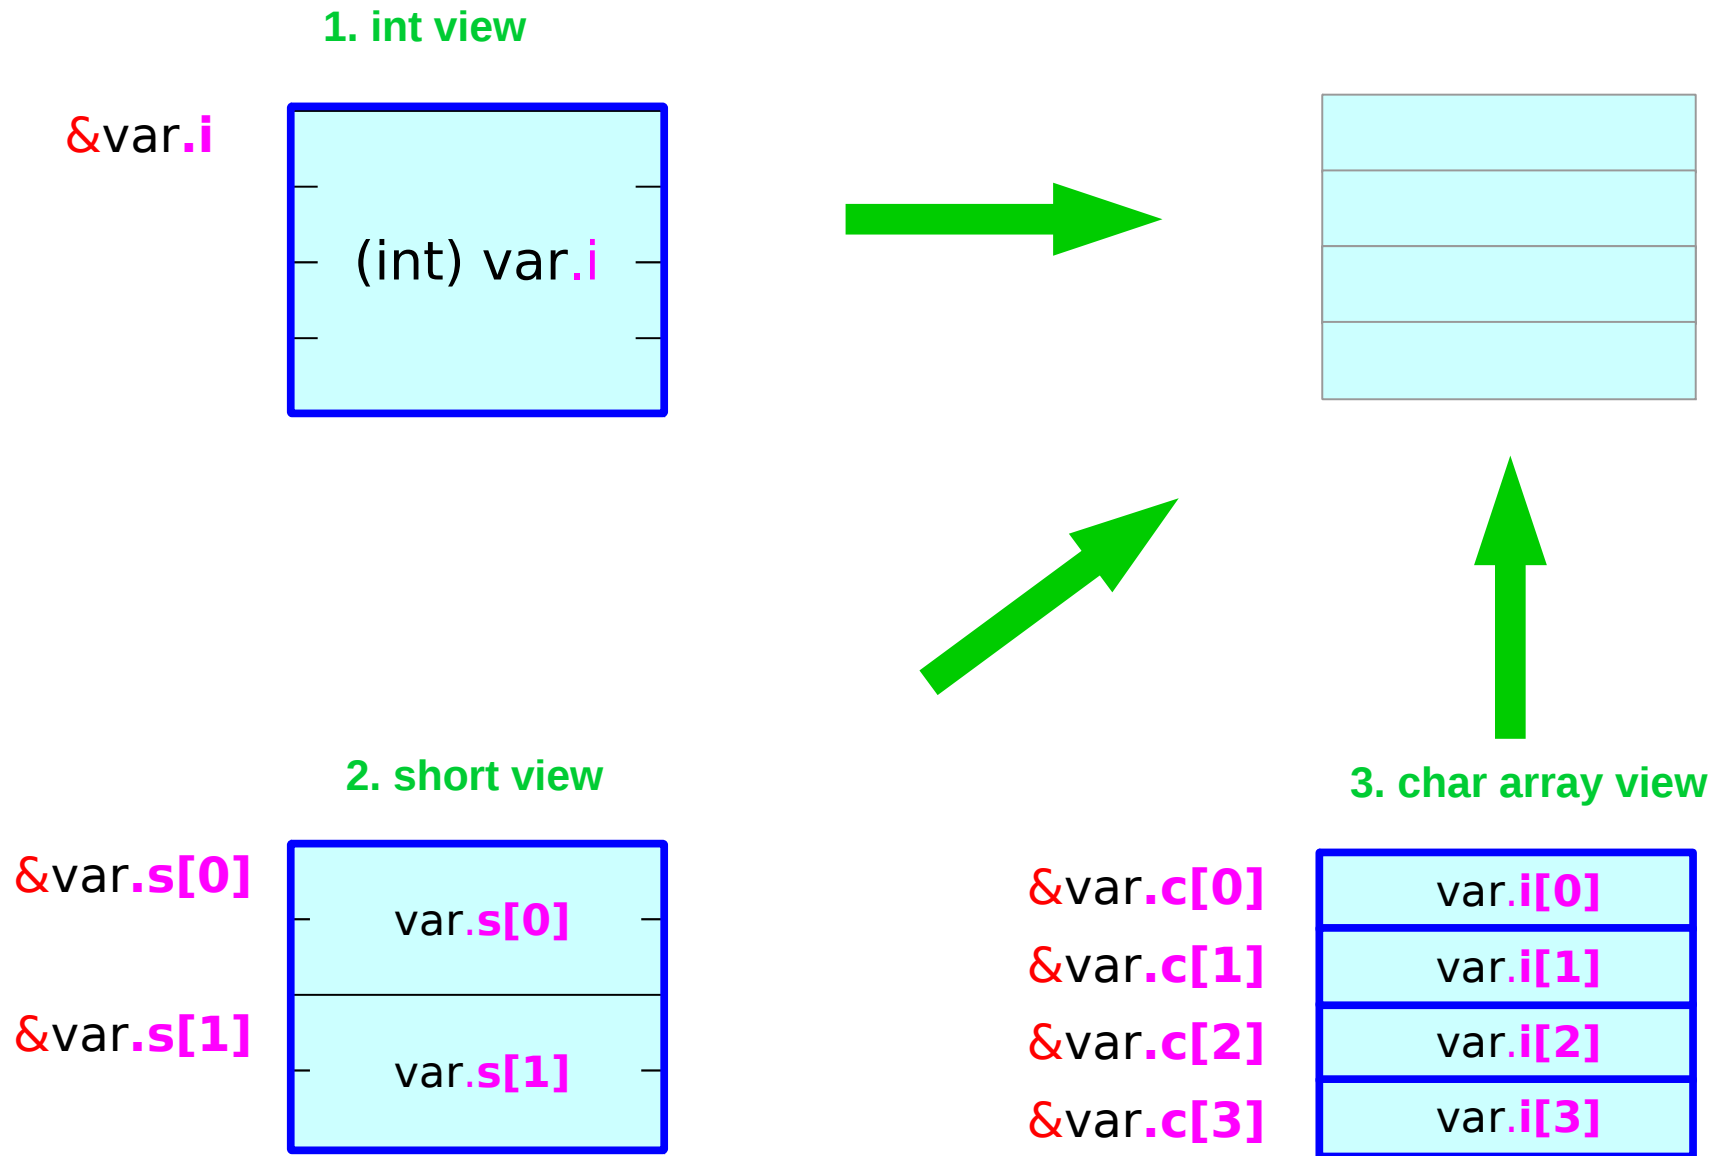 1. int view
&var.i
(int) var.i
2. short view
&var.s[0]
var.s[0]
&var.s[1]
var.s[1]
3. char array view
&var.c[0]
var.i[0]
&var.c[1]
var.i[1]
&var.c[2]
var.i[2]
&var.c[3]
var.i[3]